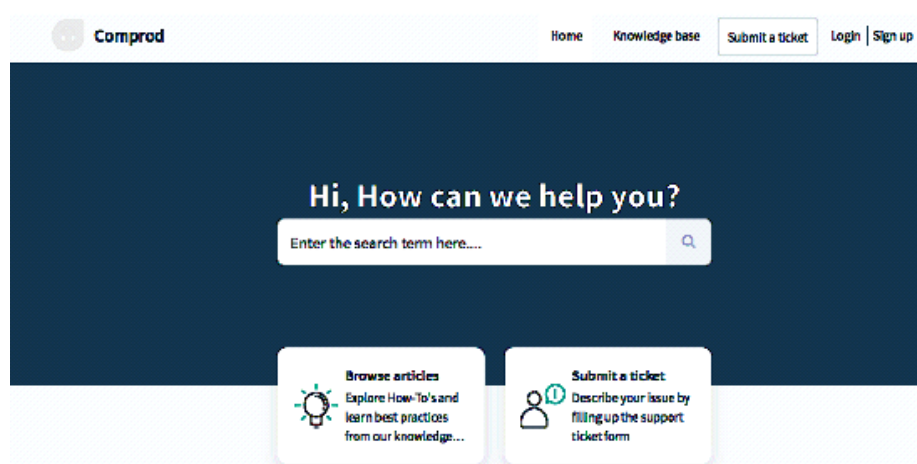 Comprod
Home Knowledge base Submit a ticket Login Sign up
Hi, How can we help you?
Enter the search term here....
Browse articles
Explore How-To's and
learn best practices
from our knowledge...
Submit a ticket
Describe your issue by
filling up the support
ticket form